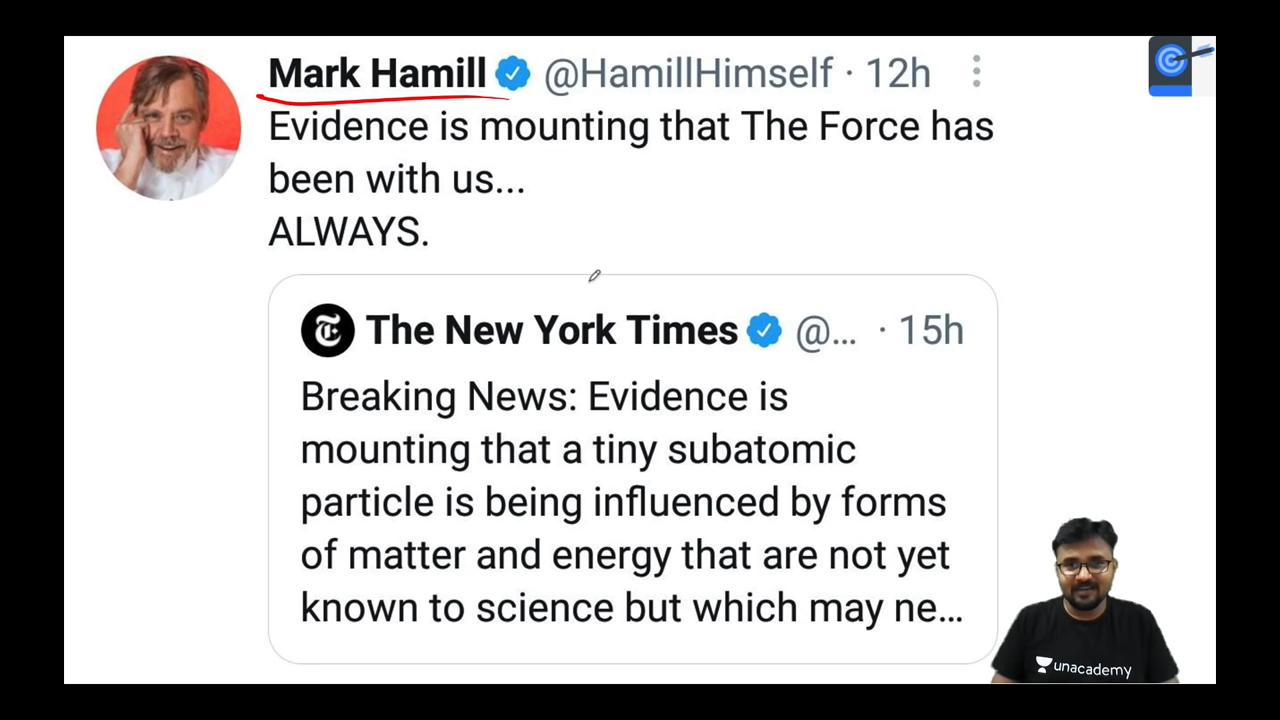 Mark Hamill @HamillHimself · 12h
Evidence is mounting that The Force has
been with us...
ALWAYS.
The New York Times @... · 15h
Breaking News: Evidence is
mounting that a tiny subatomic
particle is being influenced by forms
of matter and energy that are not yet
known to science but which may ne...
unacademy